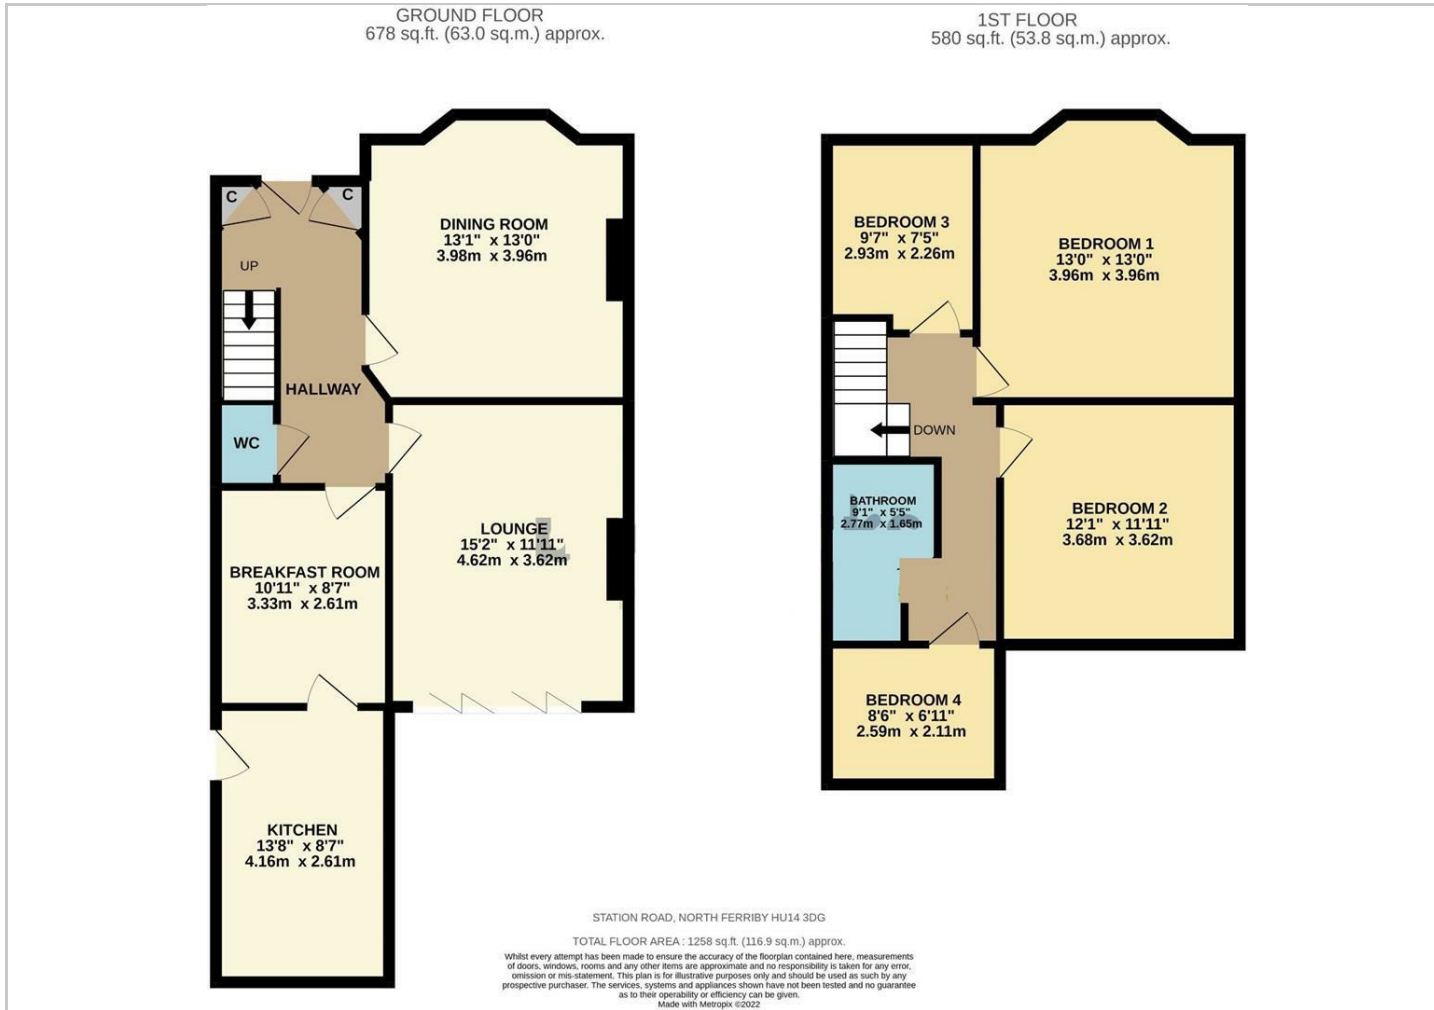 GROUND FLOOR
678 sq.ft. (63.0 sq.m.) approx.
1ST FLOOR
580 sq.ft. (53.8 sq.m.) approx.
C
C
UP
DINING ROOM
13'1" x 13'0"
3.98m x 3.96m
HALLWAY
WC
LOUNGE
15'2" x 11'11"
4.62m x 3.62m
BREAKFAST ROOM
10'11" x 8'7"
3.33m x 2.61m
KITCHEN
13'8" x 8'7"
4.16m x 2.61m
BEDROOM 3
9'7" x 7'5"
2.93m x 2.26m
BEDROOM 1
13'0" x 13'0"
3.96m x 3.96m
DOWN
BATHROOM
9'1" x 5'5"
2.77m x 1.65m
BEDROOM 2
12'1" x 11'11"
3.68m x 3.62m
BEDROOM 4
8'6" x 6'11"
2.59m x 2.11m
STATION ROAD, NORTH FERRIBY HU14 3DG
TOTAL FLOOR AREA : 1258 sq.ft. (116.9 sq.m.) approx.
Whilst every attempt has been made to ensure the accuracy of the floorplan contained here, measurements
of doors, windows, rooms and any other items are approximate and no responsibility is taken for any error,
omission or mis-statement. This plan is for illustrative purposes only and should be used as such by any
prospective purchaser. The services, systems and appliances shown have not been tested and no guarantee
as to their operability or efficiency can be given.
Made with Metropix ©2022